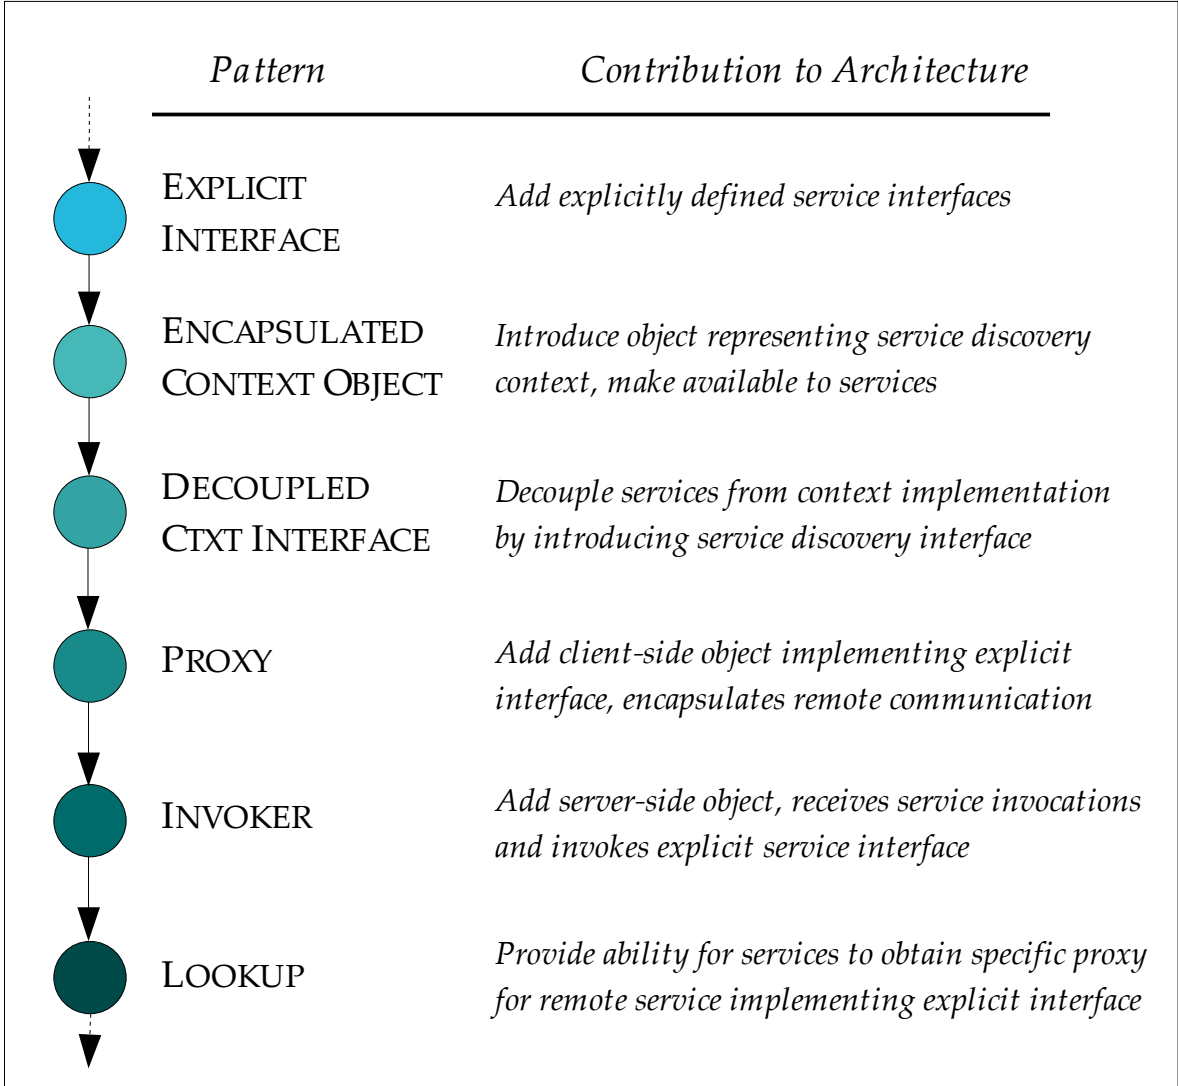 Pattern Contribution to Architecture
EXPLICIT
INTERFACE
Add explicitly defined service interfaces
ENCAPSULATED
CONTEXT OBJECT
Introduce object representing service discovery
context, make available to services
DECOUPLED
CTXT INTERFACE
Decouple services from context implementation
by introducing service discovery interface
PROXY
Add client-side object implementing explicit
interface, encapsulates remote communication
INVOKER
Add server-side object, receives service invocations
and invokes explicit service interface
LOOKUP
Provide ability for services to obtain specific proxy
for remote service implementing explicit interface